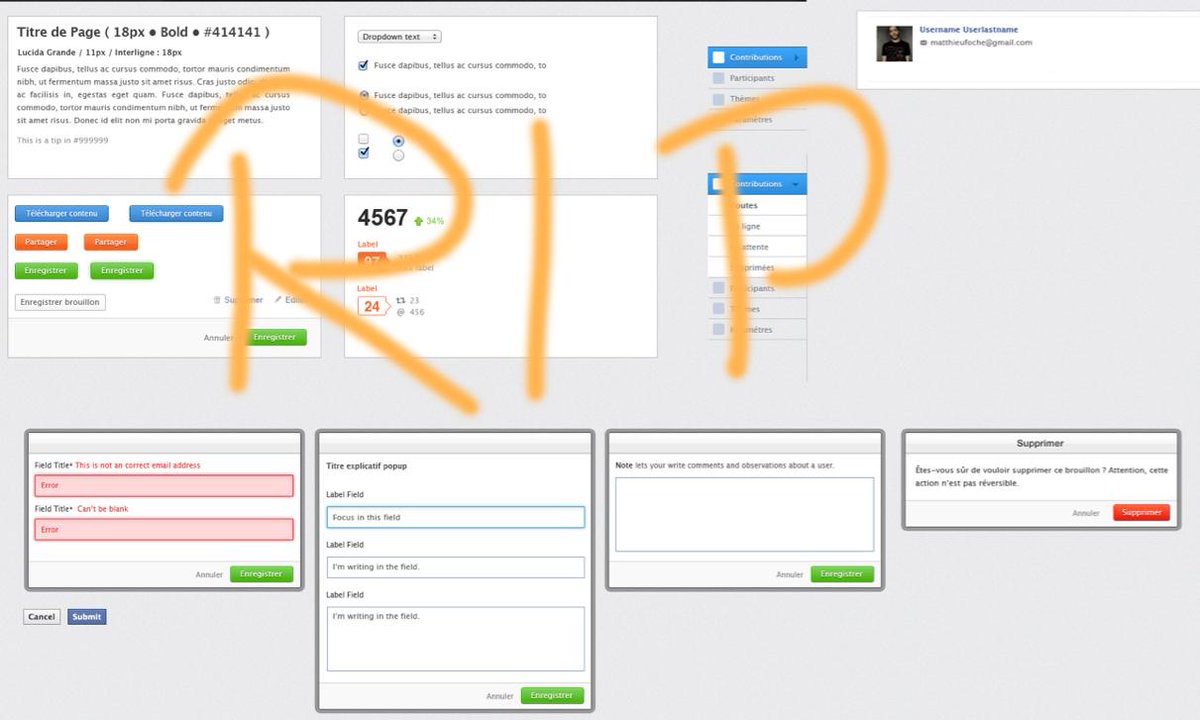 Titre de Page ( 18px ● Bold ● #414141 )
Lucida Grande / 11px / Interligne : 18px
Fusce dapibus, tellus ac cursus commodo, tortor mauris condimentum
nibh, ut fermentum massa justo sit amet risus. Cras justo odio,
ac facilisis in, egestas eget quam. Fusce dapibus, tellus ac cursus
commodo, tortor mauris condimentum nibh, ut fermentum massa justo
sit amet risus. Donec id elit non mi porta gravida eget metus.
This is a tip in #999999
Dropdown text
Fusce dapibus, tellus ac cursus commodo, to
Fusce dapibus, tellus ac cursus commodo, to
Fusce dapibus, tellus ac cursus commodo, to
Contributions
Participants
Thèmes
Paramètres
Username Userlastname
matthieufoche@gmail.com
RIP
Télécharger contenu
Télécharger contenu
Partager
Partager
Enregistrer
Enregistrer
Enregistrer brouillon
Supprimer
Editer
Annuler
Enregistrer
4567
34%
Label
97
label
Label
24
23
@ 456
Contributions
Toutes
En ligne
En attente
Supprimées
Participants
Thèmes
Paramètres
Field Title* This is not an correct email address
Error
Field Title* Can't be blank
Error
Annuler
Enregistrer
Cancel
Submit
Titre explicatif popup
Label Field
Focus in this field
Label Field
I'm writing in the field.
Label Field
I'm writing in the field.
Annuler
Enregistrer
Note lets your write comments and observations about a user.
Annuler
Enregistrer
Supprimer
Êtes-vous sûr de vouloir supprimer ce brouillon ? Attention, cette
action n'est pas réversible.
Annuler
Supprimer